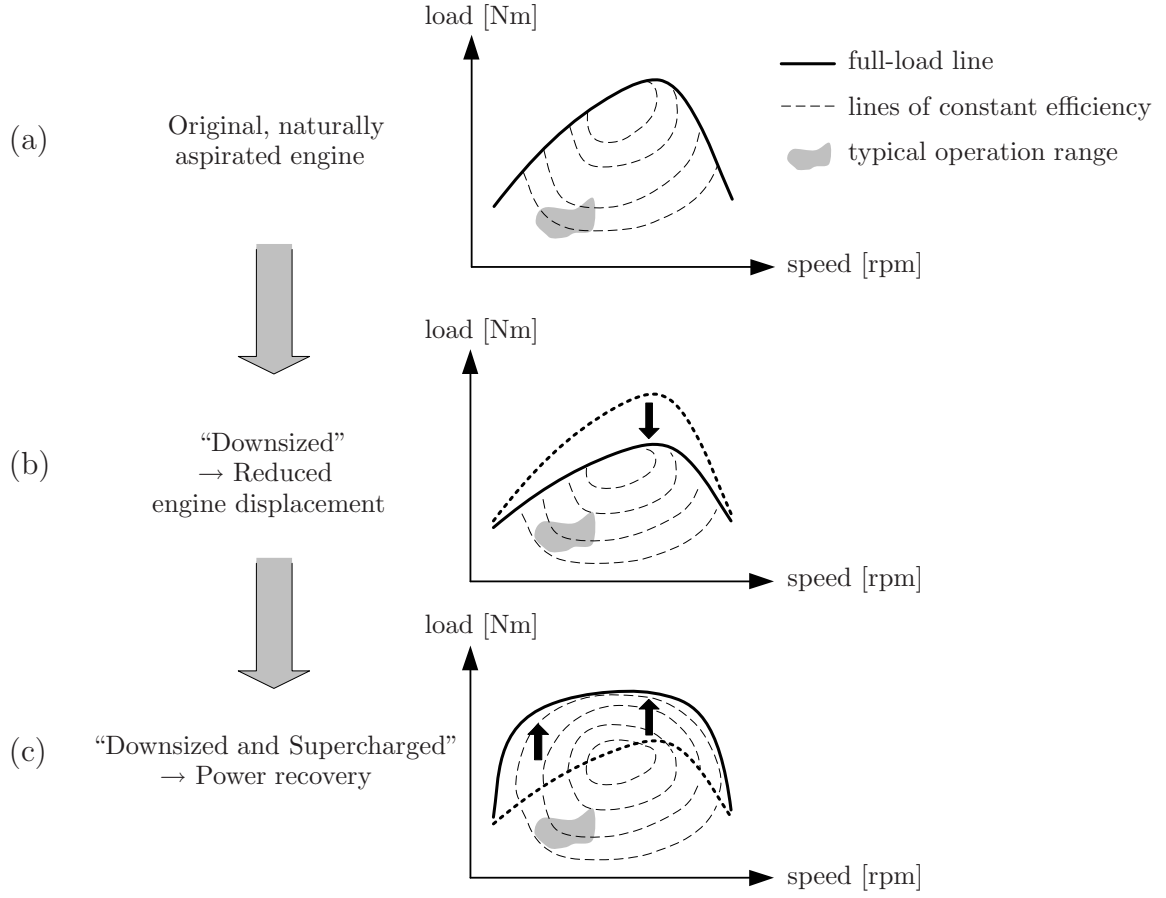 load [Nm]
full-load line
lines of constant efficiency
typical operation range
(a)
Original, naturally
aspirated engine
speed [rpm]
load [Nm]
(b)
“Downsized”
→ Reduced
engine displacement
speed [rpm]
load [Nm]
(c)
“Downsized and Supercharged”
→ Power recovery
speed [rpm]